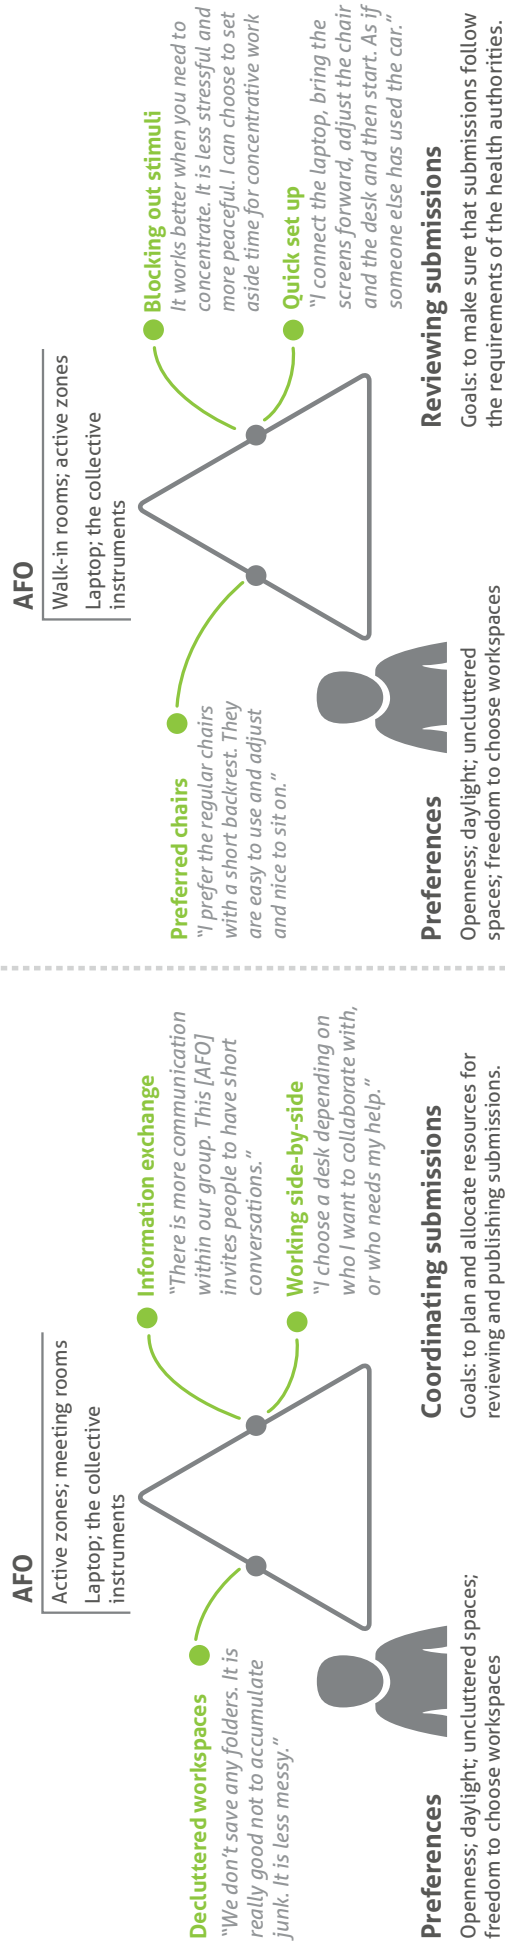 AFO
Active zones; meeting rooms
Laptop; the collective
instruments
Decluttered workspaces
“We don’t save any folders. It is
really good not to accumulate
junk. It is less messy.”
Information exchange
“There is more communication
within our group. This [AFO]
invites people to have short
conversations.”
Working side-by-side
“I choose a desk depending on
who I want to collaborate with,
or who needs my help.”
Preferences
Openness; daylight; uncluttered spaces;
freedom to choose workspaces
Coordinating submissions
Goals: to plan and allocate resources for
reviewing and publishing submissions.
AFO
Walk-in rooms; active zones
Laptop; the collective
instruments
Preferred chairs
“I prefer the regular chairs
with a short backrest. They
are easy to use and adjust
and nice to sit on.”
Blocking out stimuli
It works better when you need to
concentrate. It is less stressful and
more peaceful. I can choose to set
aside time for concentrative work
Quick set up
“I connect the laptop, bring the
screens forward, adjust the chair
and the desk and then start. As if
someone else has used the car.”
Preferences
Openness; daylight; uncluttered
spaces; freedom to choose workspaces
Reviewing submissions
Goals: to make sure that submissions follow
the requirements of the health authorities.